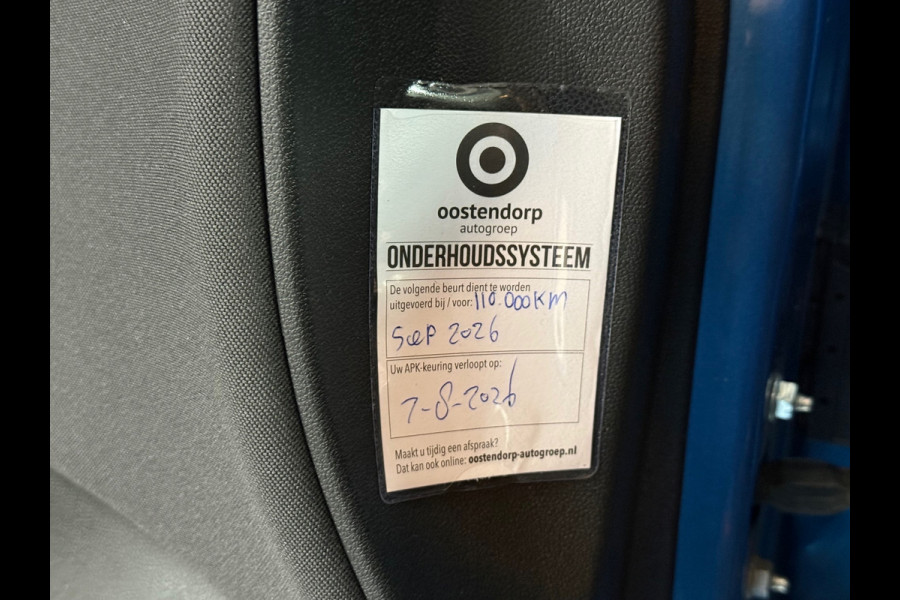 oostendorp
autogroep
ONDERHOUDSSYSTEEM
De volgende beurt dient te worden
uitgevoerd bij / voor: 110.000KM
Sep 2026
Uw APK-keuring verloopt op:
7-8-2026
Maakt u tijdig een afspraak?
Dat kan ook online: oostendorp-autogroep.nl